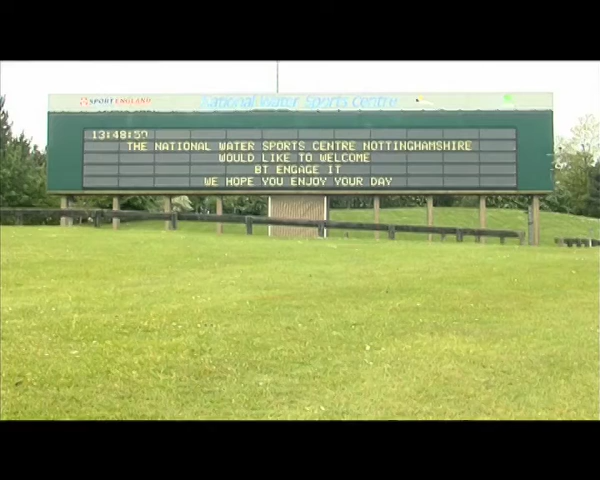 SPORT ENGLAND
National Water Sports Centre
13:48:59
THE NATIONAL WATER SPORTS CENTRE NOTTINGHAMSHIRE
WOULD LIKE TO WELCOME
BT ENGAGE IT
WE HOPE YOU ENJOY YOUR DAY